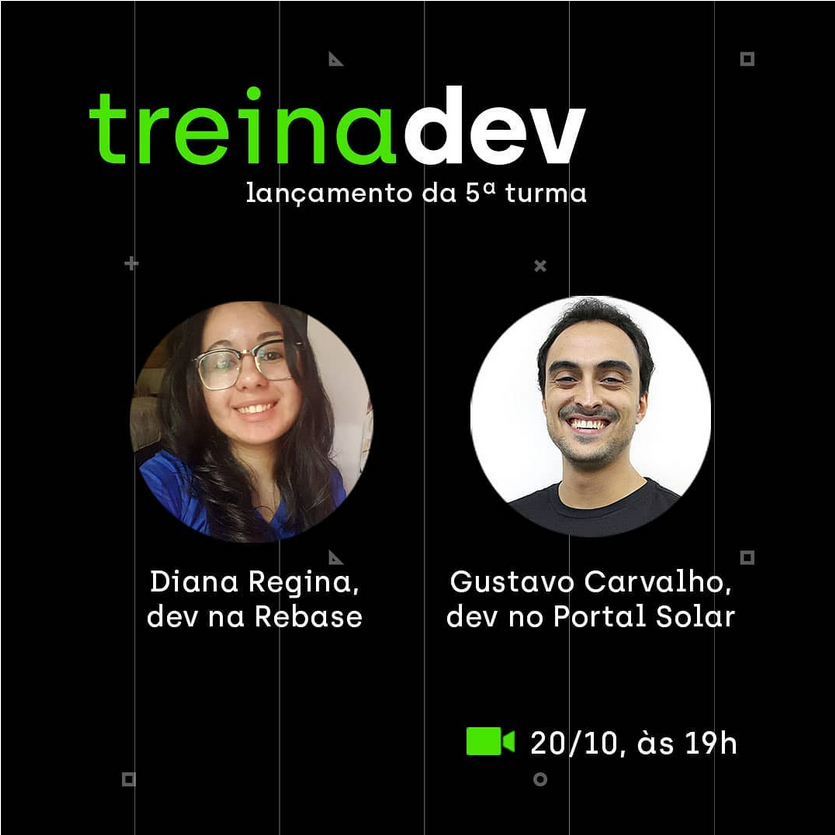 treinadev
lançamento da 5ª turma
Diana Regina,
dev na Rebase
Gustavo Carvalho,
dev no Portal Solar
20/10, às 19h